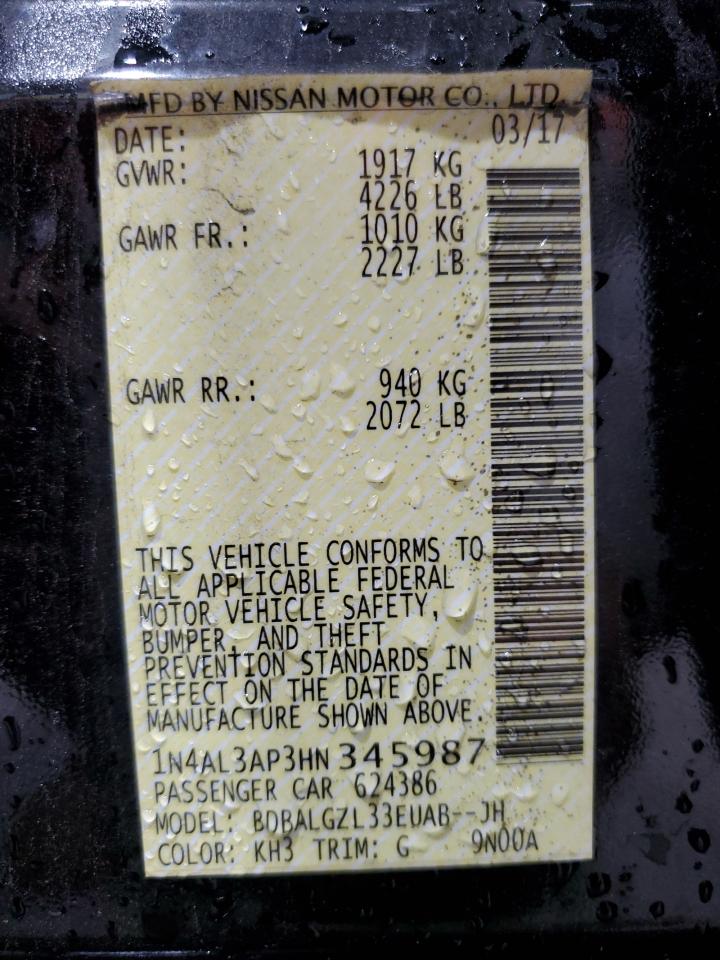 MFD BY NISSAN MOTOR CO., LTD.
DATE: 03/17
GVWR: 1917 KG
4226 LB
GAWR FR.: 1010 KG
2227 LB
GAWR RR.: 940 KG
2072 LB
THIS VEHICLE CONFORMS TO
ALL APPLICABLE FEDERAL
MOTOR VEHICLE SAFETY,
BUMPER, AND THEFT
PREVENTION STANDARDS IN
EFFECT ON THE DATE OF
MANUFACTURE SHOWN ABOVE.
1N4AL3AP3HN345987
PASSENGER CAR 624386
MODEL: BDBALGZL33EUAB--JH
COLOR: KH3 TRIM: G 9N00A